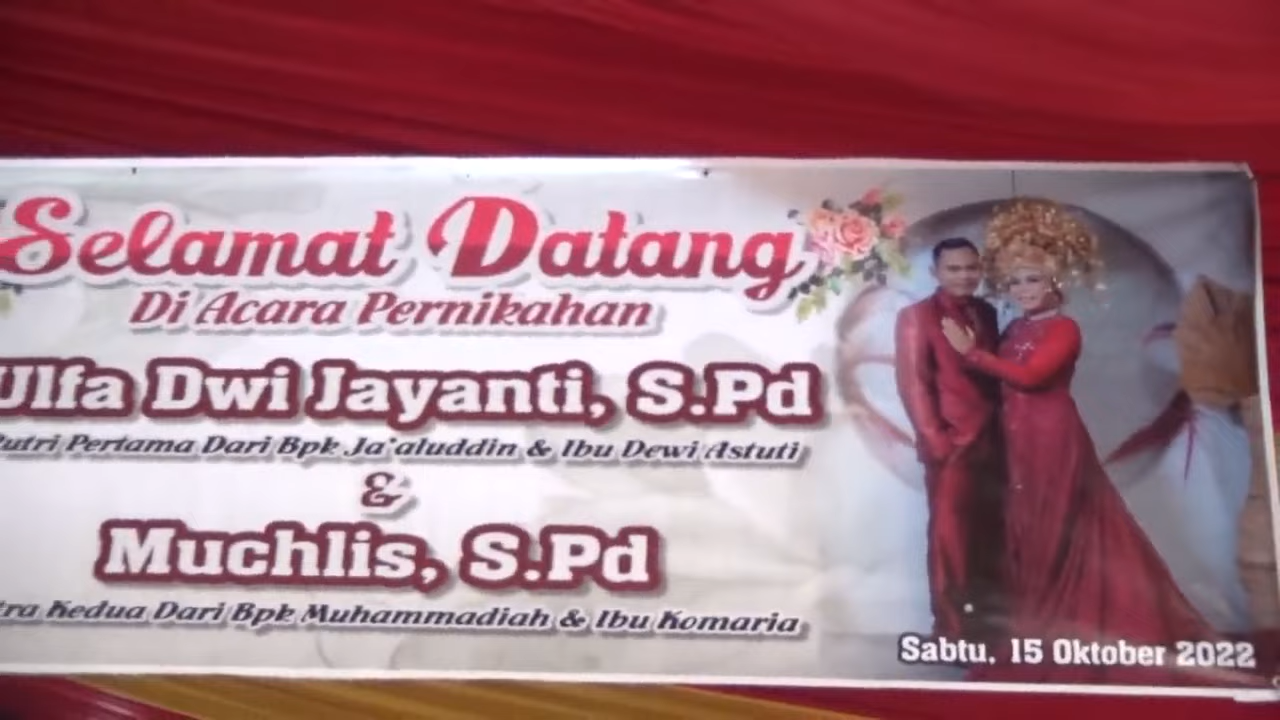 Selamat Datang
Di Acara Pernikahan
Ulfa Dwi Jayanti, S.Pd
Putri Pertama Dari Bpk Ja'aluddin & Ibu Dewi Astuti
&
Muchlis, S.Pd
Kedua Dari Bpk Muhammadiah & Ibu Komaria
Sabtu, 15 Oktober 2022